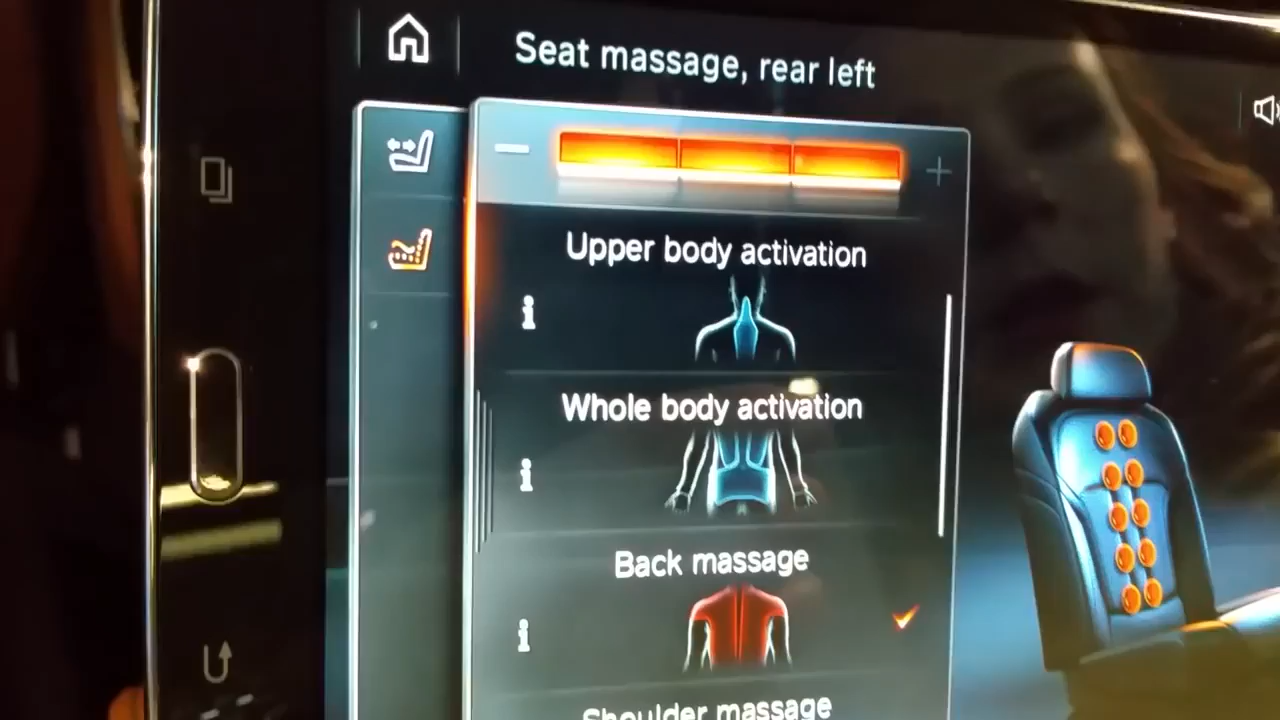 Seat massage, rear left
Upper body activation
i
Whole body activation
i
Back massage
i
Shoulder massage